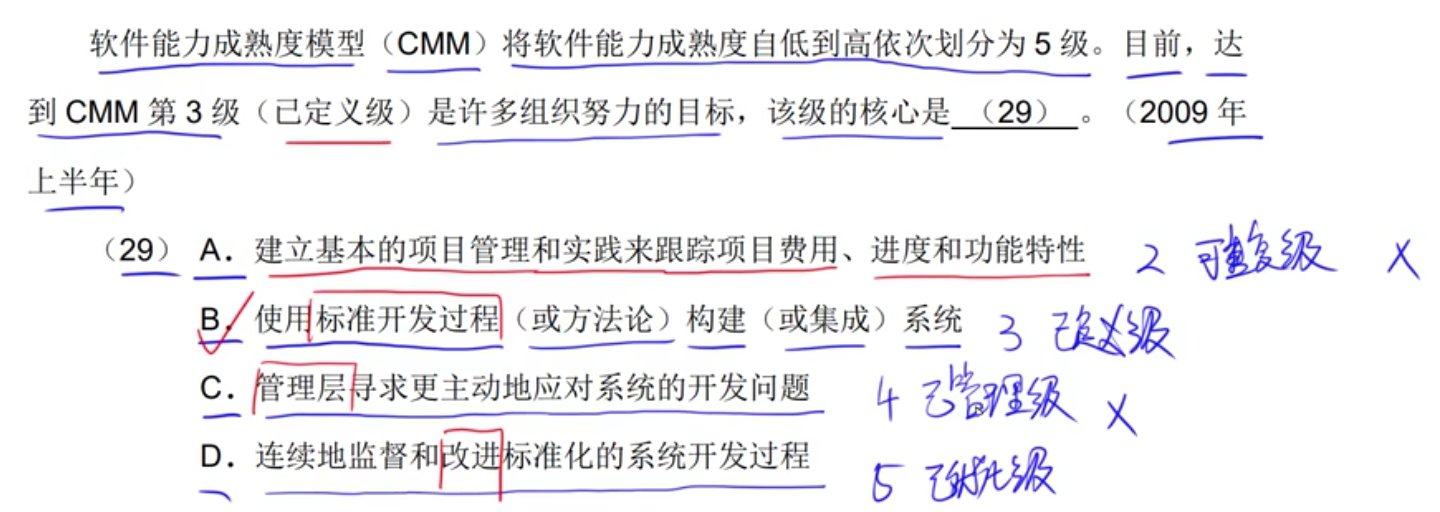 软件能力成熟度模型（CMM）将软件能力成熟度自低到高依次划分为 5 级。目前，达
到 CMM 第 3 级（已定义级）是许多组织努力的目标，该级的核心是 （29） 。（2009 年
上半年）
（29） A．建立基本的项目管理和实践来跟踪项目费用、进度和功能特性 2 可重复级 ×
B．使用标准开发过程（或方法论）构建（或集成）系统 3 已定义级
C．管理层寻求更主动地应对系统的开发问题 4 已管理级 ×
D．连续地监督和改进标准化的系统开发过程 5 级